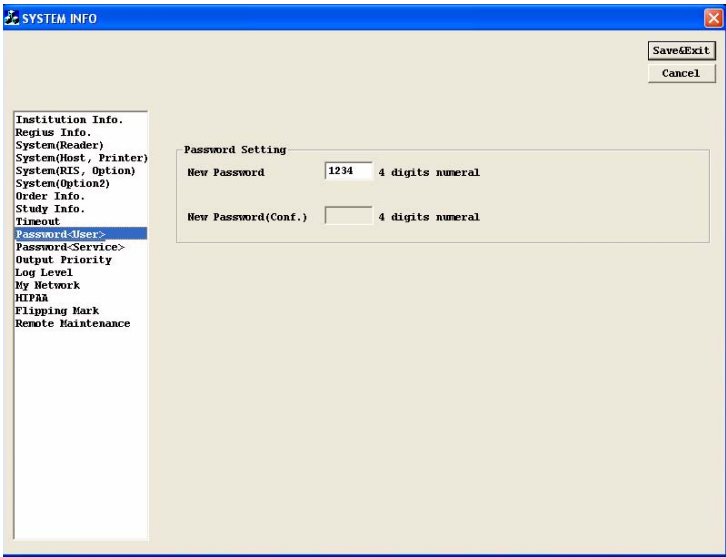 SYSTEM INFO
Save&Exit
Cancel
Institution Info.
Regius Info.
System(Reader)
System(Host, Printer)
System(RIS, Option)
System(Option2)
Order Info.
Study Info.
Timeout
Password<User>
Password<Service>
Output Priority
Log Level
My Network
HIPAA
Flipping Mark
Remote Maintenance
Password Setting
New Password 1234 4 digits numeral
New Password(Conf.) 4 digits numeral